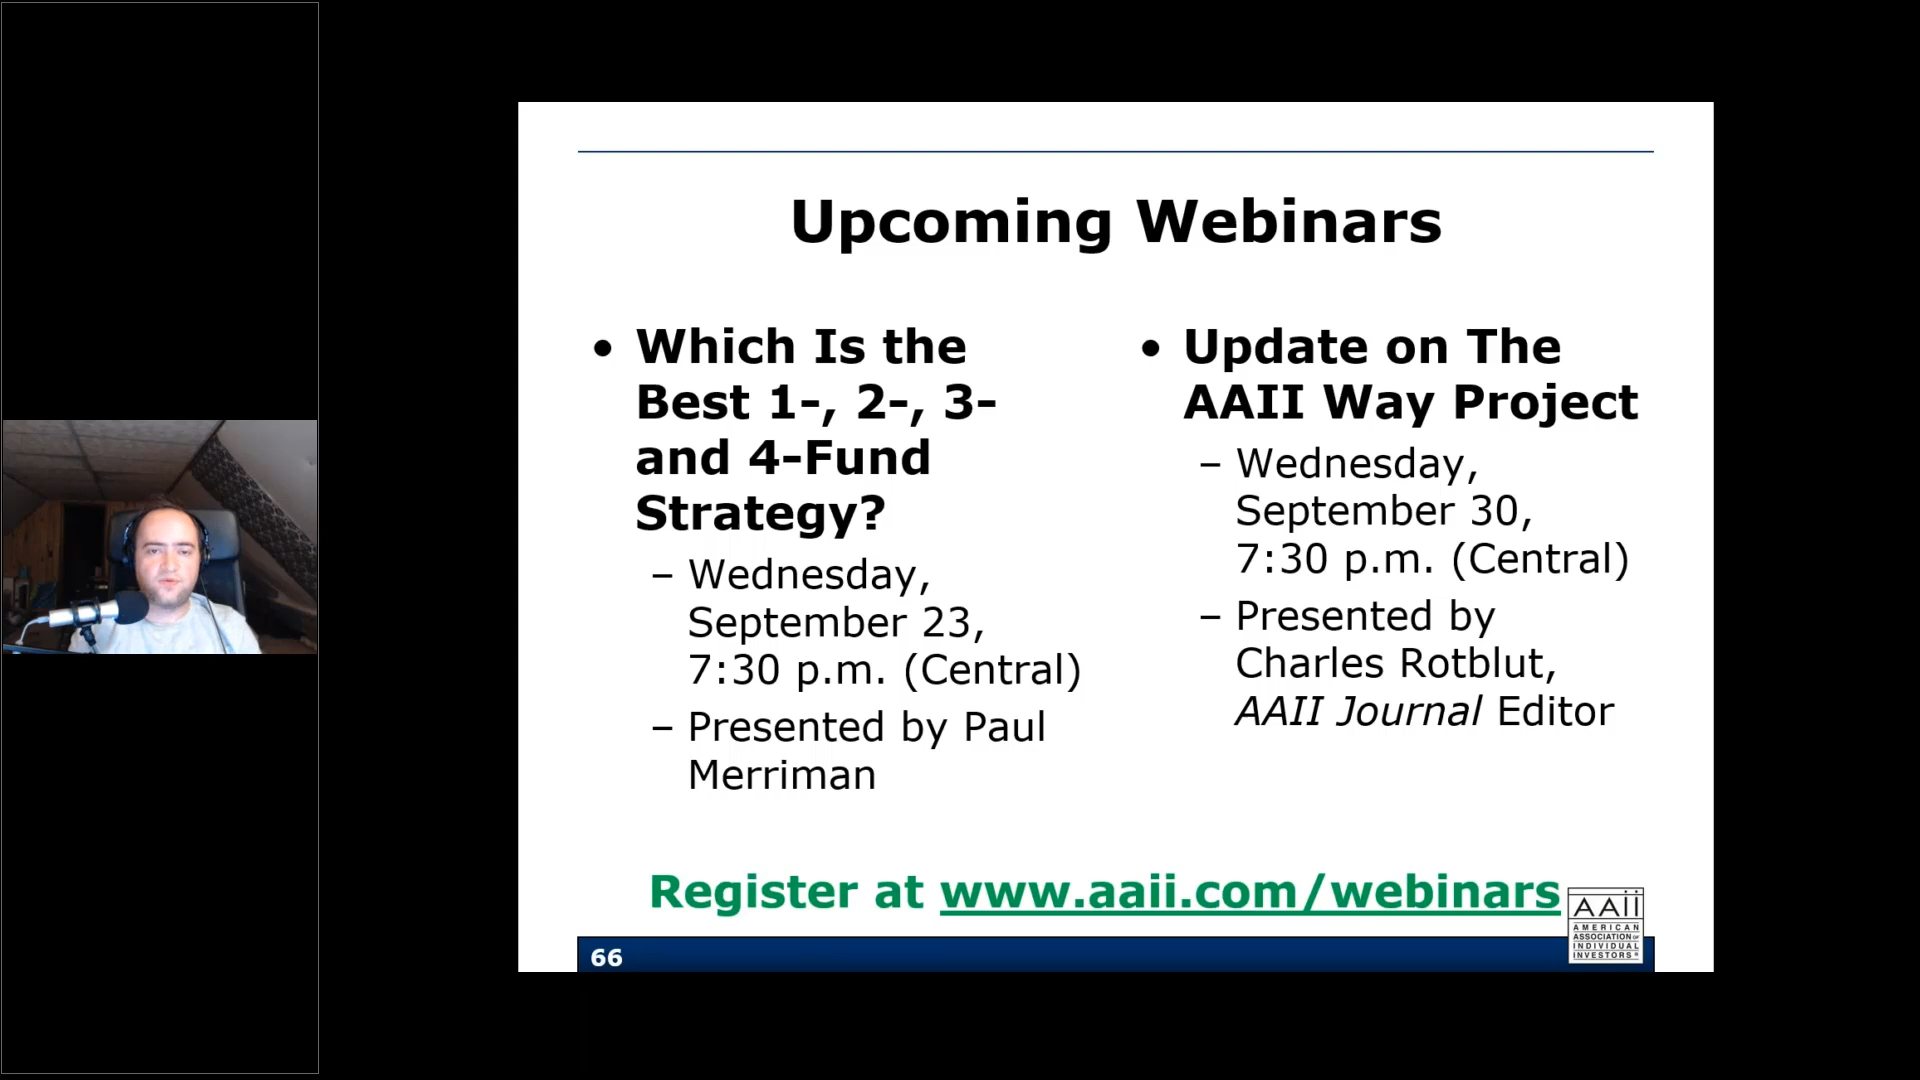 Upcoming Webinars
• Which Is the
Best 1-, 2-, 3-
and 4-Fund
Strategy?
– Wednesday,
September 23,
7:30 p.m. (Central)
– Presented by Paul
Merriman
• Update on The
AAII Way Project
– Wednesday,
September 30,
7:30 p.m. (Central)
– Presented by
Charles Rotblut,
AAII Journal Editor
Register at www.aaii.com/webinars
66
AAii
AMERICAN
ASSOCIATION OF
INDIVIDUAL
INVESTORS®